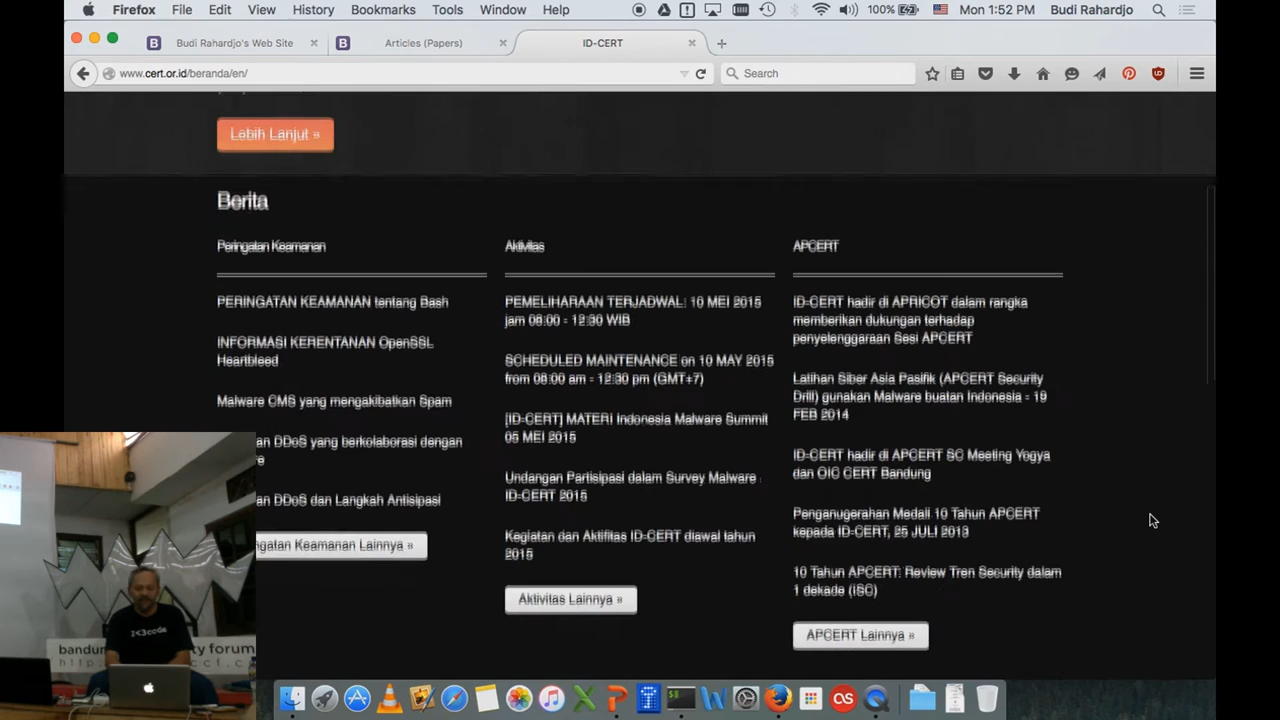 Firefox File Edit View History Bookmarks Tools Window Help 100% Mon 1:52 PM Budi Rahardjo
Budi Rahardjo's Web Site Articles (Papers) ID-CERT
www.cert.or.id/beranda/en/ Search
Lebih Lanjut »
Berita
Peringatan Keamanan
PERINGATAN KEAMANAN tentang Bash
INFORMASI KERENTANAN OpenSSL
Heartbleed
Malware CMS yang mengakibatkan Spam
an DDoS yang berkolaborasi dengan
re
an DDoS dan Langkah Antisipasi
ngatan Keamanan Lainnya »
Aktivitas
PEMELIHARAAN TERJADWAL: 10 MEI 2015
jam 08:00 - 12:30 WIB
SCHEDULED MAINTENANCE on 10 MAY 2015
from 08:00 am - 12:30 pm (GMT+7)
[ID-CERT] MATERI Indonesia Malware Summit
05 MEI 2015
Undangan Partisipasi dalam Survey Malware
ID-CERT 2015
Kegiatan dan Aktifitas ID-CERT diawal tahun
2015
Aktivitas Lainnya »
APCERT
ID-CERT hadir di APRICOT dalam rangka
memberikan dukungan terhadap
penyelenggaraan Sesi APCERT
Latihan Siber Asia Pasifik (APCERT Security
Drill) gunakan Malware buatan Indonesia - 19
FEB 2014
ID-CERT hadir di APCERT SC Meeting Yogya
dan OIC CERT Bandung
Penganugerahan Medali 10 Tahun APCERT
kepada ID-CERT, 25 JULI 2013
10 Tahun APCERT: Review Tren Security dalam
1 dekade (ISC)
APCERT Lainnya »
I<3code
bandun ty forum
http ccf.com